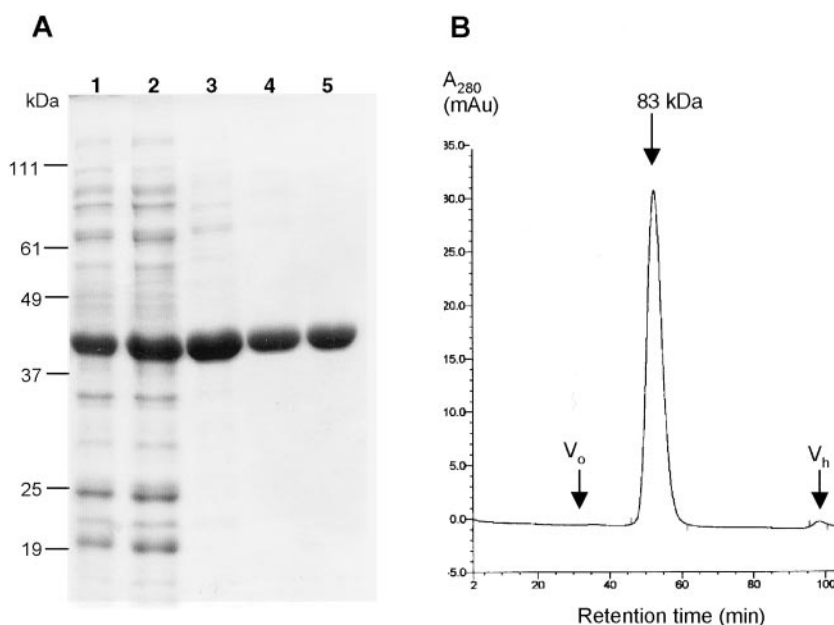 A
1 2 3 4 5
kDa
111
61
49
37
25
19
B
A280
(mAu)
83 kDa
35.0
30.0
25.0
20.0
15.0
10.0
5.0
0.0
-5.0
Vo
Vh
2 20 40 60 80 100
Retention time (min)